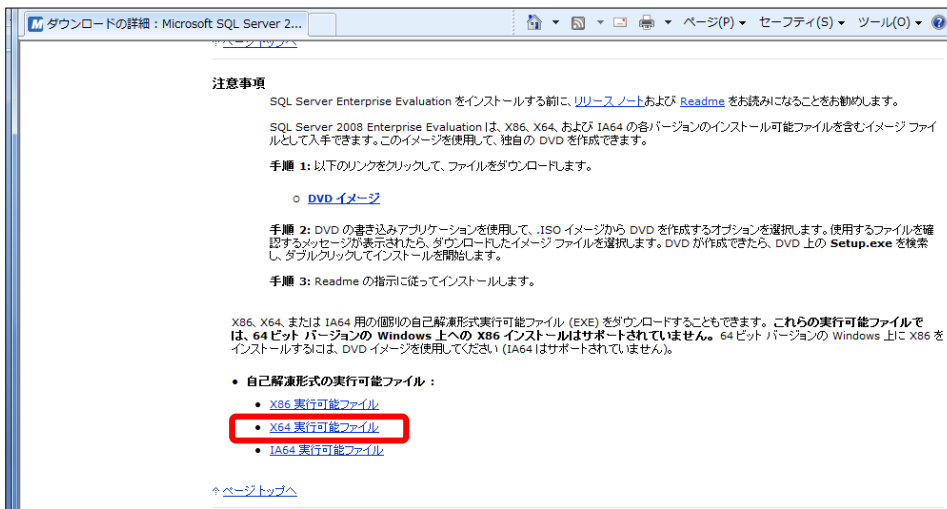 ダウンロードの詳細 : Microsoft SQL Server 2...
ページ(P)
セーフティ(S)
ツール(O)
ページトップへ
注意事項
SQL Server Enterprise Evaluation をインストールする前に、リリース ノートおよび Readme をお読みになることをお勧めします。
SQL Server 2008 Enterprise Evaluation は、X86、X64、および IA64 の各バージョンのインストール可能ファイルを含むイメージ ファイ
ルとして入手できます。このイメージを使用して、独自の DVD を作成できます。
手順 1: 以下のリンクをクリックして、ファイルをダウンロードします。
DVD イメージ
手順 2: DVD の書き込みアプリケーションを使用して、.ISO イメージから DVD を作成するオプションを選択します。使用するファイルを確
認するメッセージが表示されたら、ダウンロードしたイメージ ファイルを選択します。DVD が作成できたら、DVD 上の Setup.exe を検索
し、ダブルクリックしてインストールを開始します。
手順 3: Readme の指示に従ってインストールします。
X86、X64、または IA64 用の個別の自己解凍形式実行可能ファイル (EXE) をダウンロードすることもできます。これらの実行可能ファイルで
は、64 ビット バージョンの Windows 上への X86 インストールはサポートされていません。64 ビット バージョンの Windows 上に X86 を
インストールするには、DVD イメージを使用してください (IA64 はサポートされていません)。
自己解凍形式の実行可能ファイル :
X86 実行可能ファイル
X64 実行可能ファイル
IA64 実行可能ファイル
ページトップへ